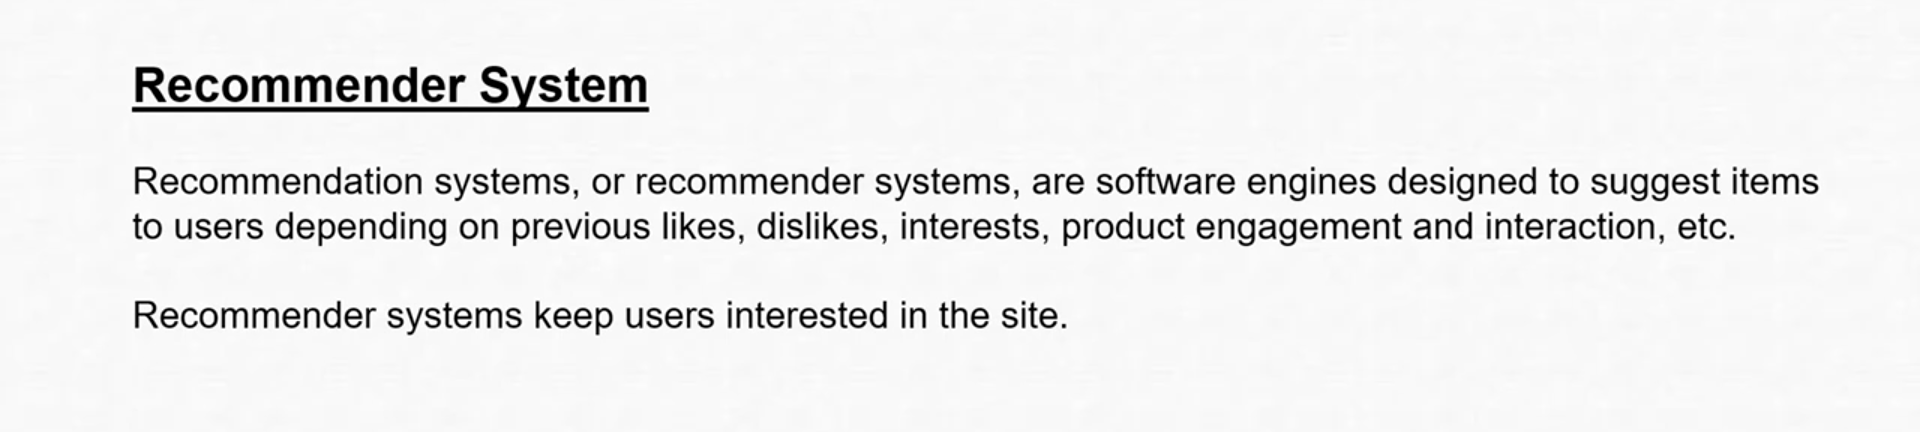 Recommender System
Recommendation systems, or recommender systems, are software engines designed to suggest items
to users depending on previous likes, dislikes, interests, product engagement and interaction, etc.
Recommender systems keep users interested in the site.